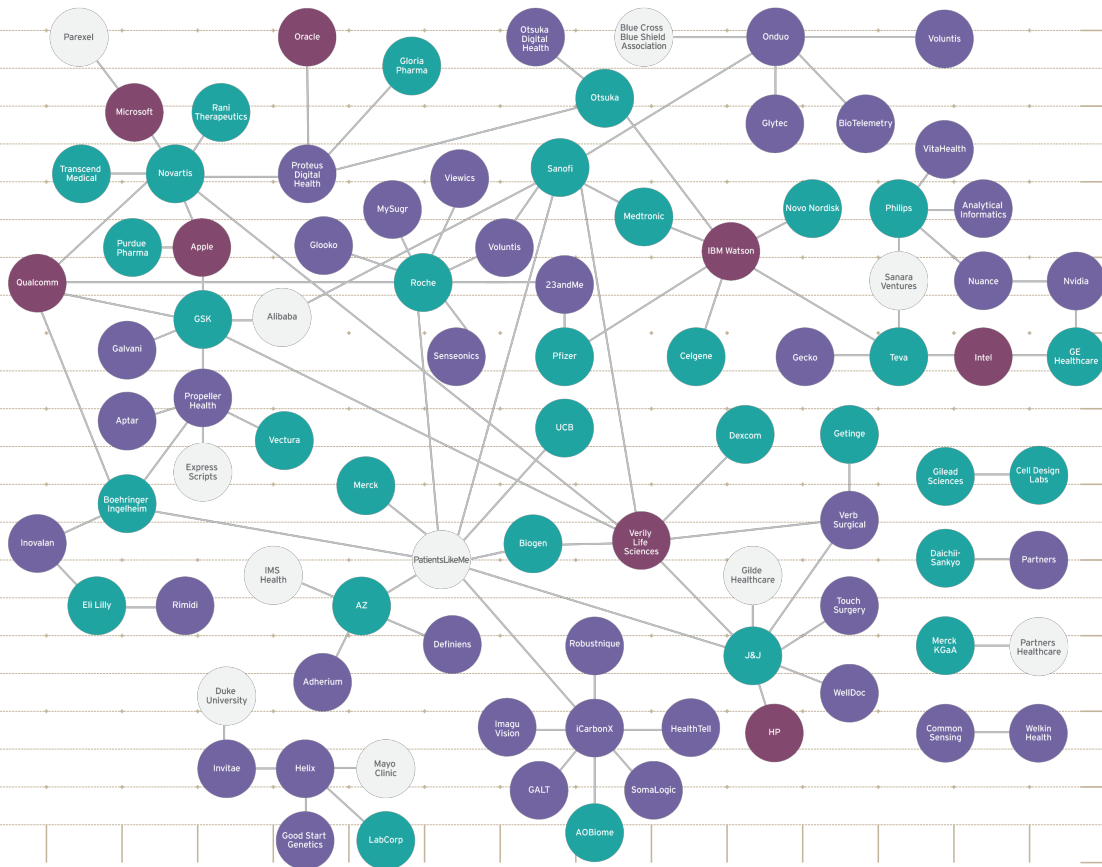 Parexel
Oracle
Otsuka
Digital
Health
Blue Cross
Blue Shield
Association
Onduo
Voluntis
Gloria
Pharma
Microsoft
Rani
Therapeutics
Otsuka
Glytec
BioTelemetry
VitaHealth
Transcend
Medical
Novartis
Proteus
Digital
Health
Viewics
Sanofi
MySugr
Medtronic
Novo Nordisk
Philips
Analytical
Informatics
Purdue
Pharma
Apple
Glooko
Voluntis
IBM Watson
Qualcomm
Roche
23andMe
Sanara
Ventures
Nuance
Nvidia
GSK
Alibaba
Galvani
Senseonics
Pfizer
Celgene
Gecko
Teva
Intel
GE
Healthcare
Propeller
Health
Aptar
Vectura
UCB
Dexcom
Getinge
Express
Scripts
Merck
Gilead
Sciences
Cell Design
Labs
Boehringer
Ingelheim
Verb
Surgical
Inovalan
PatientsLikeMe
Biogen
Verily
Life
Sciences
Daichii-
Sankyo
Partners
IMS
Health
Gilde
Healthcare
Eli Lilly
Rimidi
AZ
Touch
Surgery
Definiens
Robustnique
J&J
Merck
KGaA
Partners
Healthcare
Adherium
Duke
University
WellDoc
Imagu
Vision
iCarbonX
HealthTell
HP
Common
Sensing
Welkin
Health
Invitae
Helix
Mayo
Clinic
GALT
SomaLogic
Good Start
Genetics
LabCorp
AOBiome